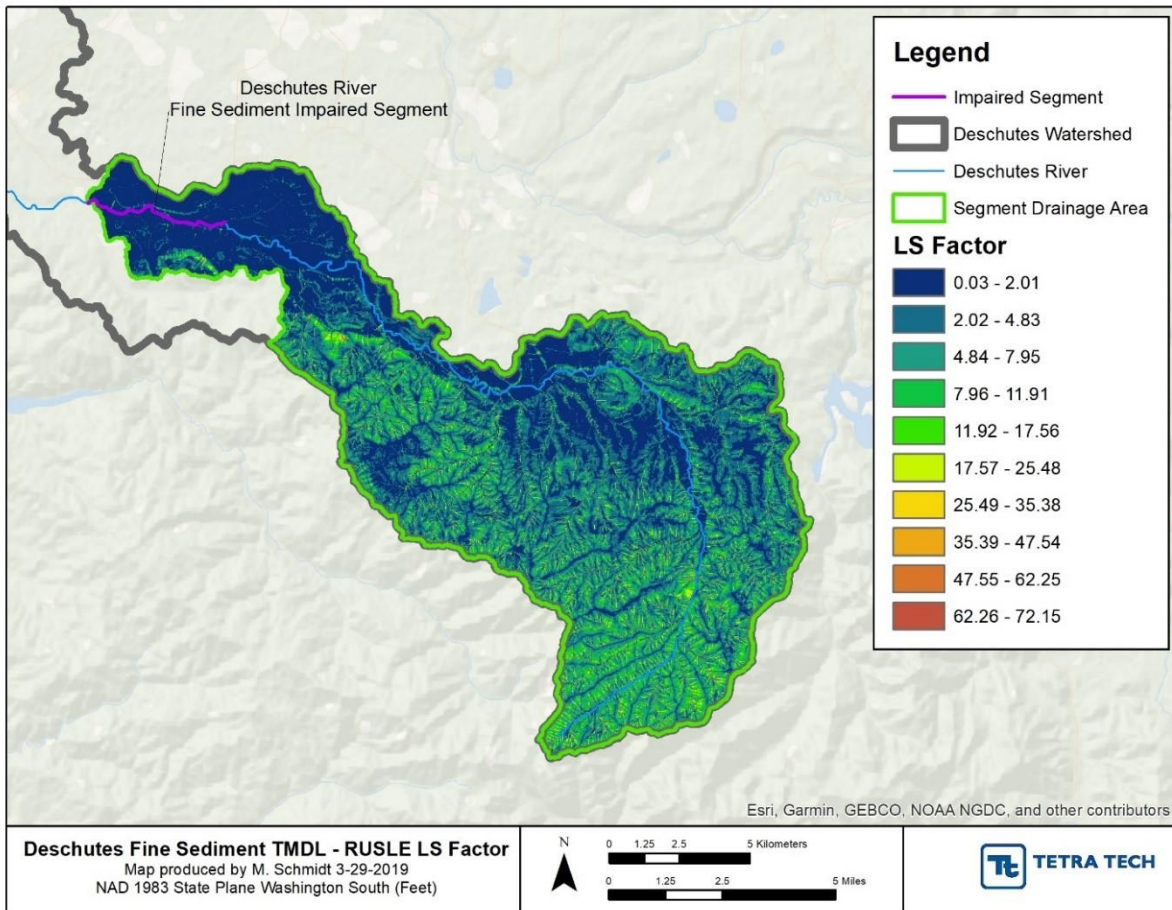 Deschutes River
Fine Sediment Impaired Segment
Legend
Impaired Segment
Deschutes Watershed
Deschutes River
Segment Drainage Area
LS Factor
0.03 - 2.01
2.02 - 4.83
4.84 - 7.95
7.96 - 11.91
11.92 - 17.56
17.57 - 25.48
25.49 - 35.38
35.39 - 47.54
47.55 - 62.25
62.26 - 72.15
Esri, Garmin, GEBCO, NOAA NGDC, and other contributors
Deschutes Fine Sediment TMDL - RUSLE LS Factor
Map produced by M. Schmidt 3-29-2019
NAD 1983 State Plane Washington South (Feet)
N
0 1.25 2.5 5 Kilometers
0 1.25 2.5 5 Miles
Tt TETRA TECH